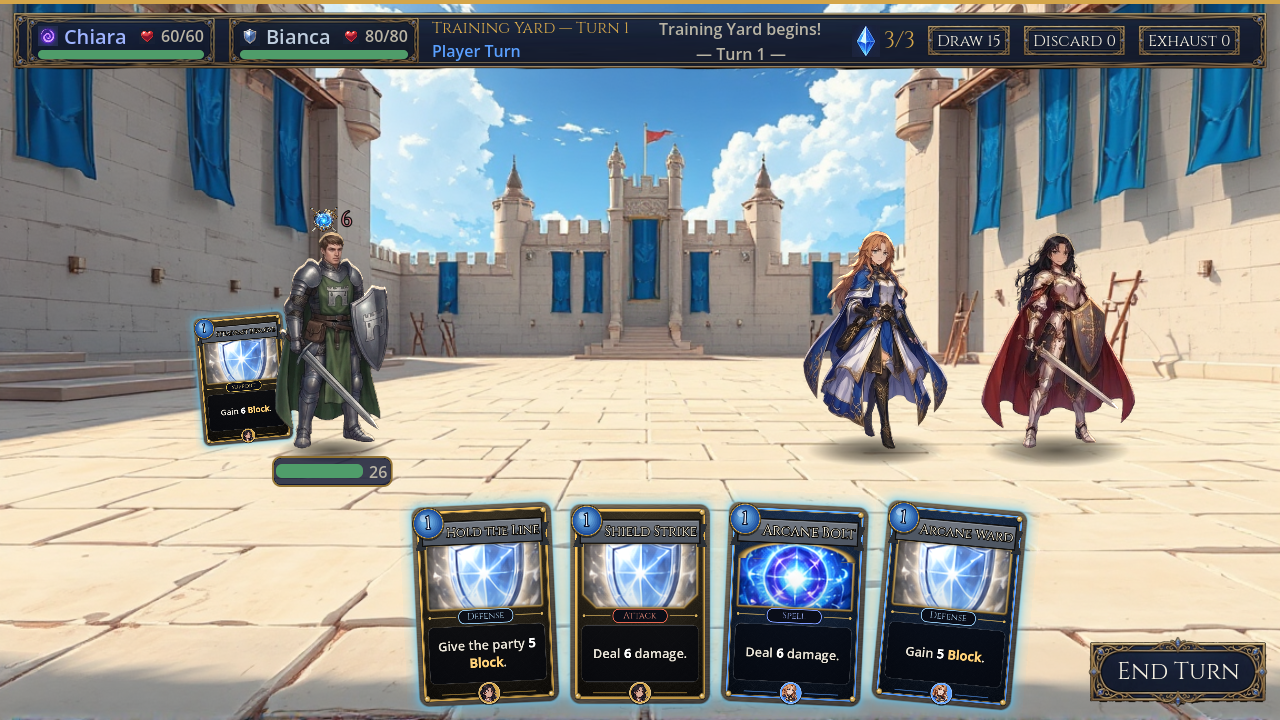 Chiara 60/60
Bianca 80/80
Training Yard — Turn 1
Player Turn
Training Yard begins!
— Turn 1 —
3/3
Draw 15
Discard 0
Exhaust 0
6
1
Gain 6 Block.
26
1
Hold the Line
Defense
Give the party 5
Block.
1
Shield Strike
Attack
Deal 6 damage.
1
Arcane Bolt
Spell
Deal 6 damage.
1
Arcane Ward
Defense
Gain 5 Block.
End Turn